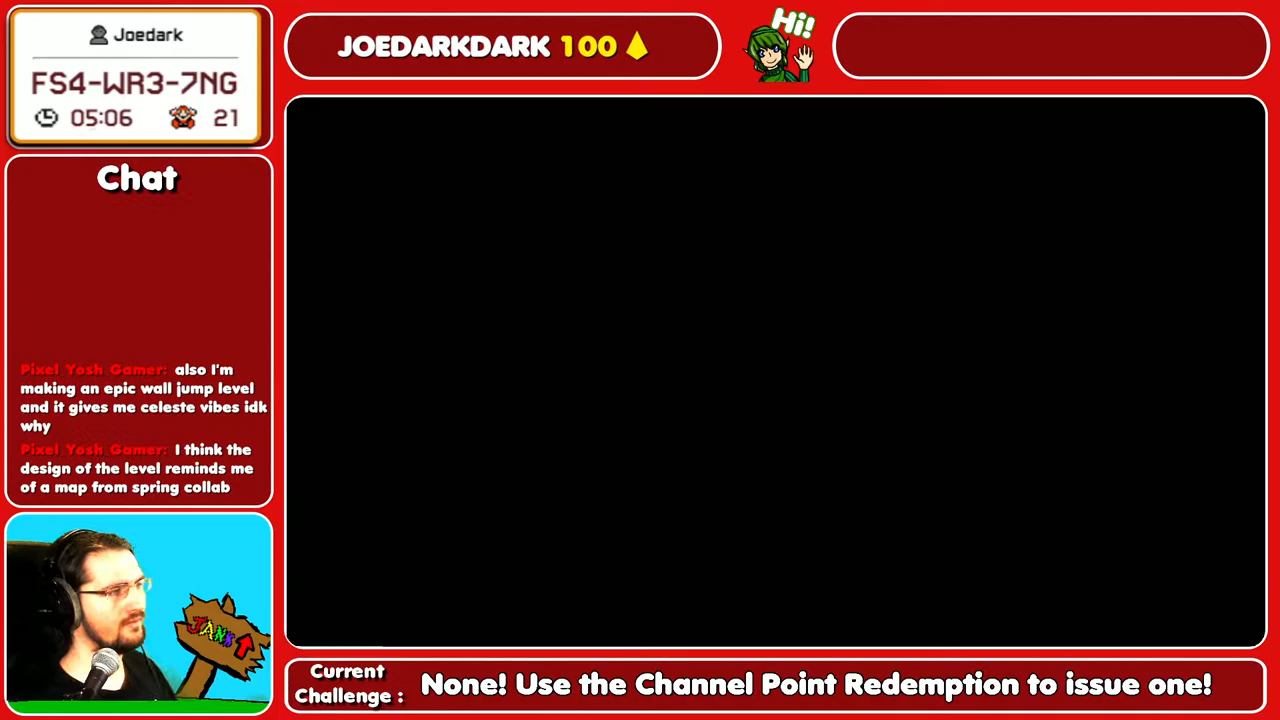 Joedark
FS4-WR3-7NG
05:06 21
JOEDARKDARK 100
Hi!
Chat
Pixel Yosh Gamer: also I'm
making an epic wall jump level
and it gives me celeste vibes idk
why
Pixel Yosh Gamer: I think the
design of the level reminds me
of a map from spring collab
JANK
Current
Challenge :
None! Use the Channel Point Redemption to issue one!